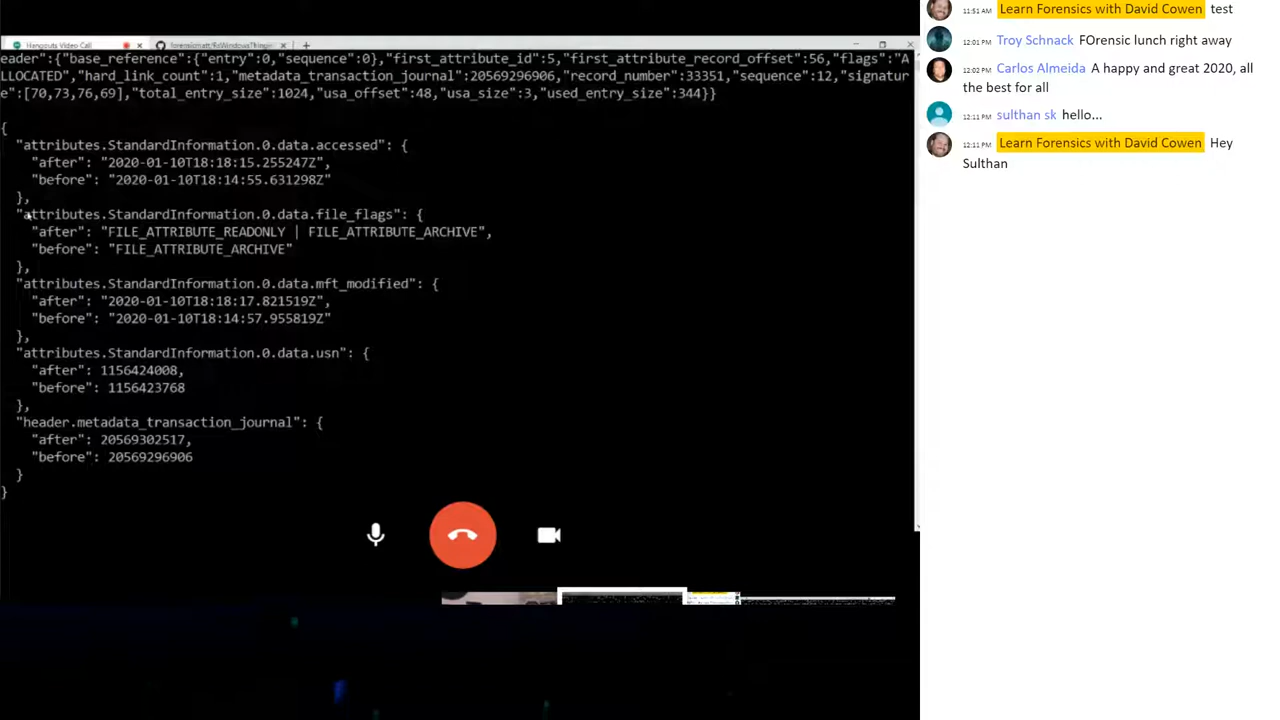 Hangouts Video Call
eader":{"base_reference":{"entry":0,"sequence":0},"first_attribute_id":5,"first_attribute_record_offset":56,"flags":"A
LLOCATED","hard_link_count":1,"metadata_transaction_journal":20569296906,"record_number":33351,"sequence":12,"signatur
e":[70,73,76,69],"total_entry_size":1024,"usa_offset":48,"usa_size":3,"used_entry_size":344}}
{
"attributes.StandardInformation.0.data.accessed": {
"after": "2020-01-10T18:18:15.255247Z",
"before": "2020-01-10T18:14:55.631298Z"
},
"attributes.StandardInformation.0.data.file_flags": {
"after": "FILE_ATTRIBUTE_READONLY | FILE_ATTRIBUTE_ARCHIVE",
"before": "FILE_ATTRIBUTE_ARCHIVE"
},
"attributes.StandardInformation.0.data.mft_modified": {
"after": "2020-01-10T18:18:17.821519Z",
"before": "2020-01-10T18:14:57.955819Z"
},
"attributes.StandardInformation.0.data.usn": {
"after": 1156424008,
"before": 1156423768
},
"header.metadata_transaction_journal": {
"after": 20569302517,
"before": 20569296906
}
}
11:51 AM Learn Forensics with David Cowen test
12:01 PM Troy Schnack FOrensic lunch right away
12:02 PM Carlos Almeida A happy and great 2020, all
the best for all
12:11 PM sulthan sk hello...
12:11 PM Learn Forensics with David Cowen Hey
Sulthan